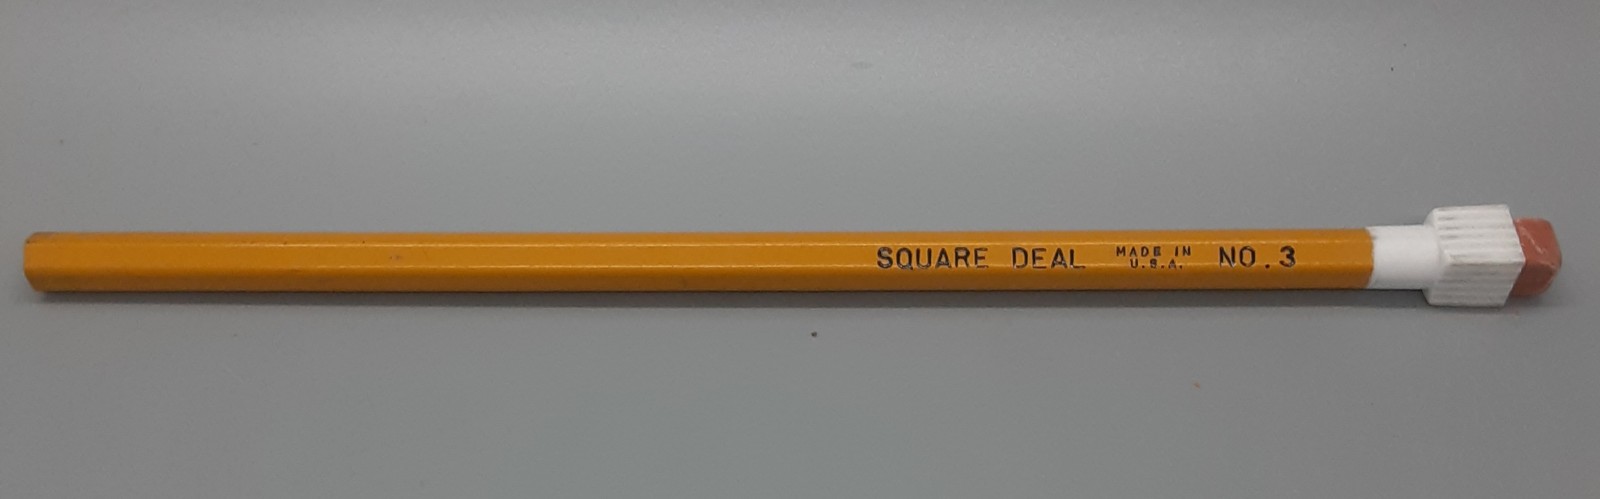 SQUARE DEAL MADE IN U.S.A. NO. 3